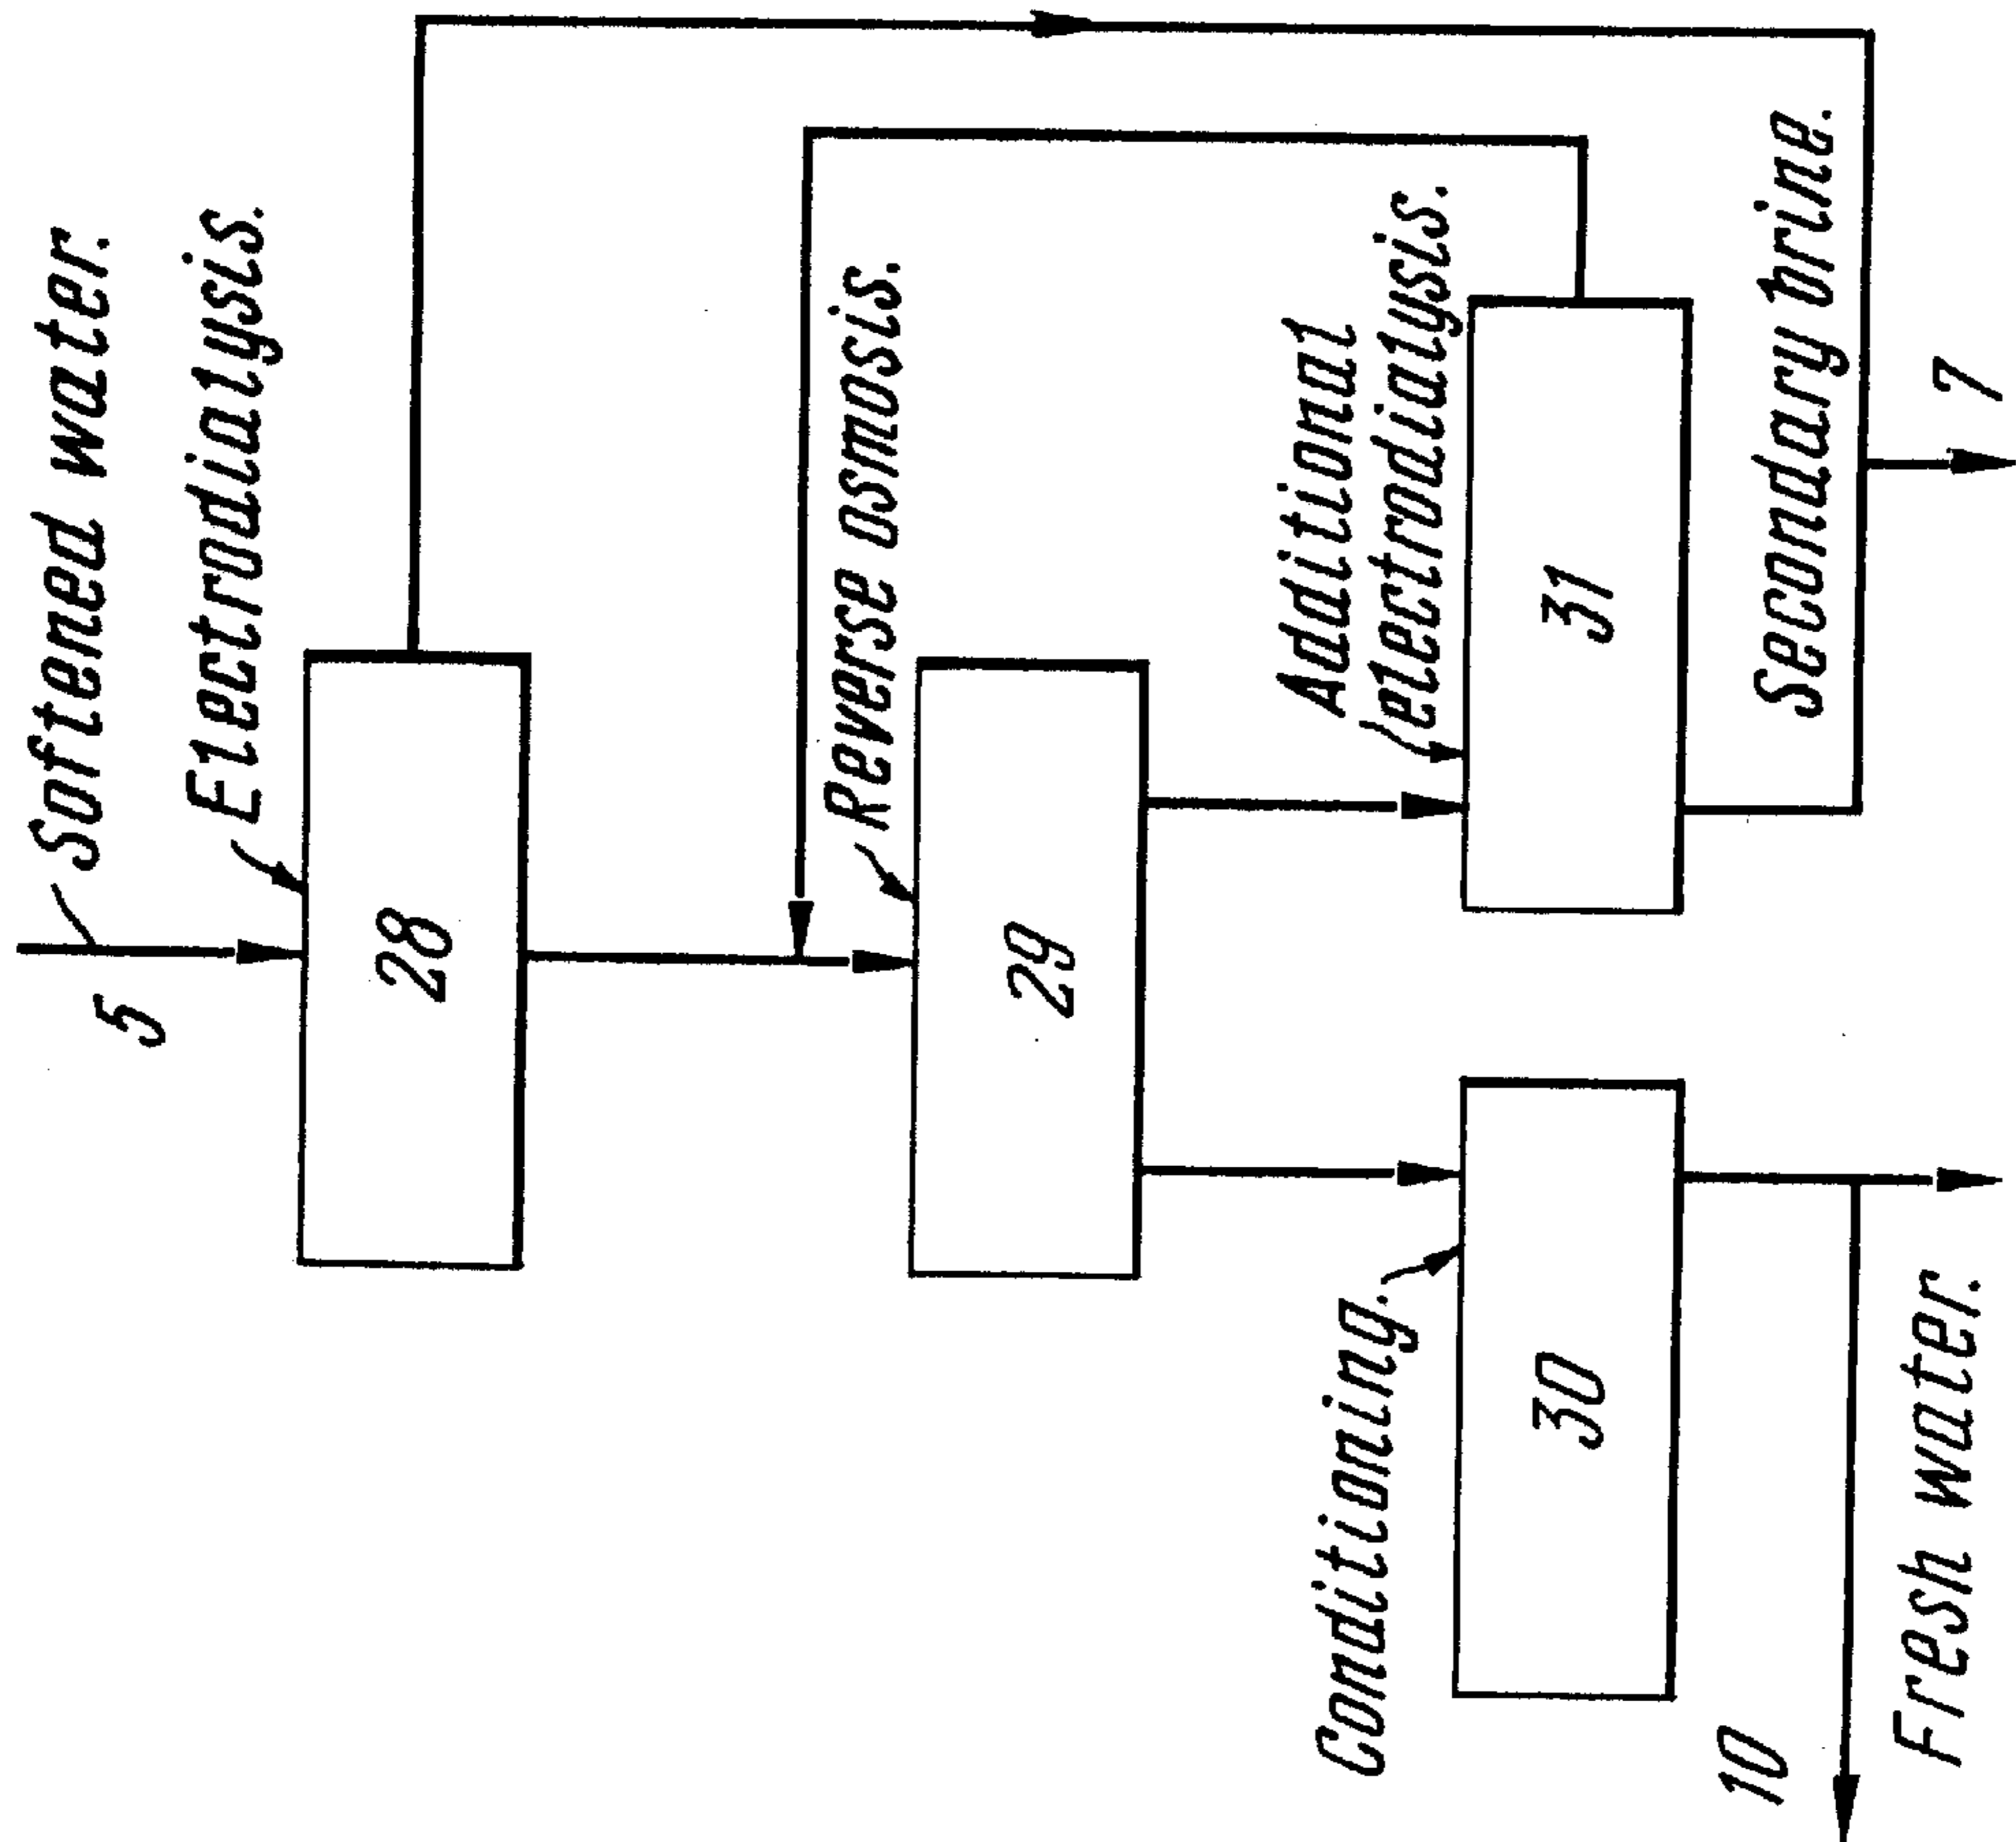 5
Softened water.
Electrodialysis.
28
Reverse osmosis.
29
Conditioning.
30
Additional
electrodialysis.
31
10
Fresh water.
Secondary brine.
7